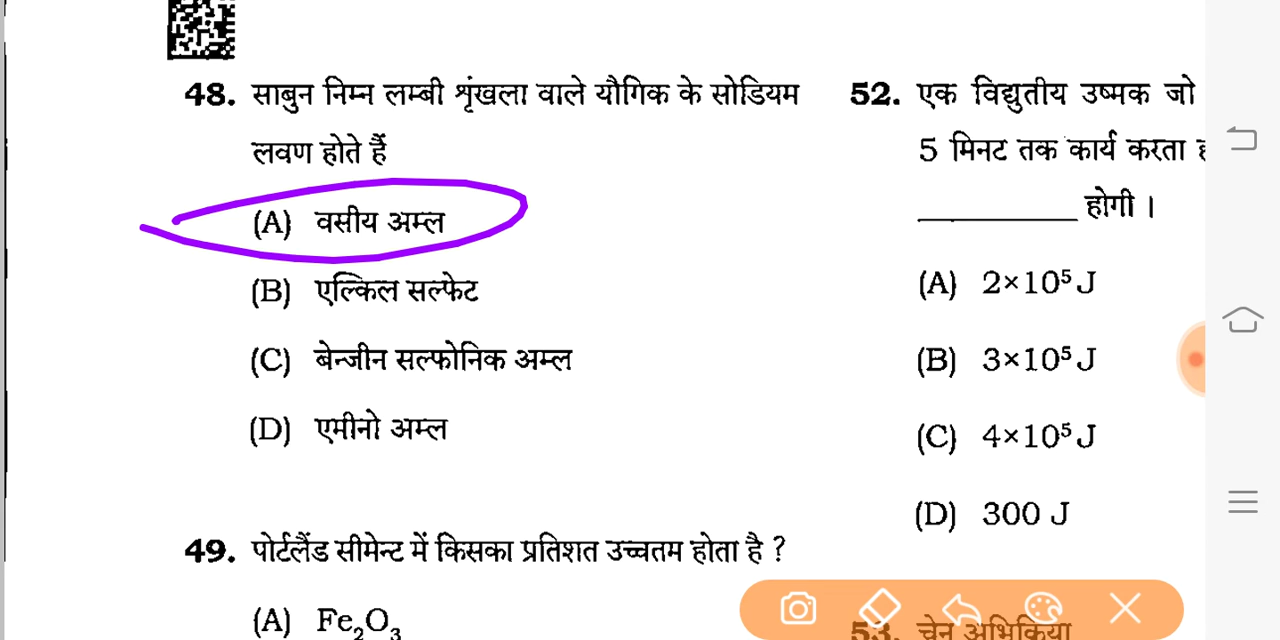 48. साबुन निम्न लम्बी शृंखला वाले यौगिक के सोडियम
लवण होते हैं
(A) वसीय अम्ल
(B) एल्किल सल्फेट
(C) बेन्जीन सल्फोनिक अम्ल
(D) एमीनो अम्ल
49. पोर्टलैंड सीमेन्ट में किसका प्रतिशत उच्चतम होता है ?
(A) Fe₂O₃
52. एक विद्युतीय उष्मक जो
5 मिनट तक कार्य करता
__________ होगी ।
(A) 2×10⁵ J
(B) 3×10⁵ J
(C) 4×10⁵ J
(D) 300 J
53. चेन अभिक्रिया